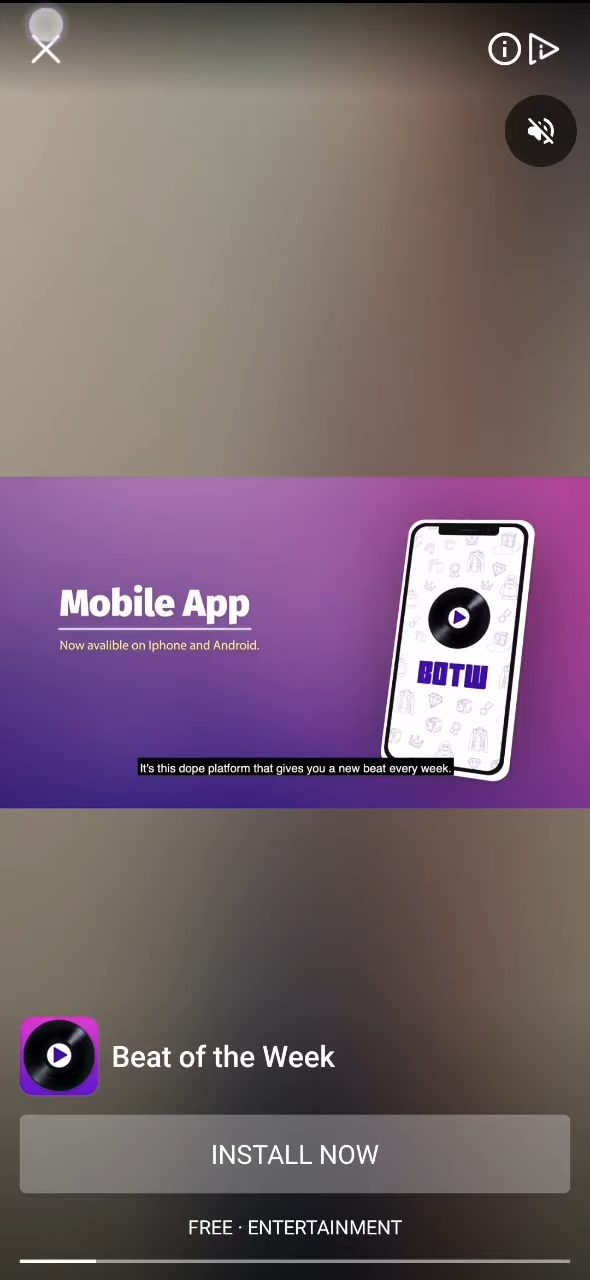 Mobile App
Now avalible on Iphone and Android.
BOTW
It's this dope platform that gives you a new beat every week.
Beat of the Week
INSTALL NOW
FREE · ENTERTAINMENT